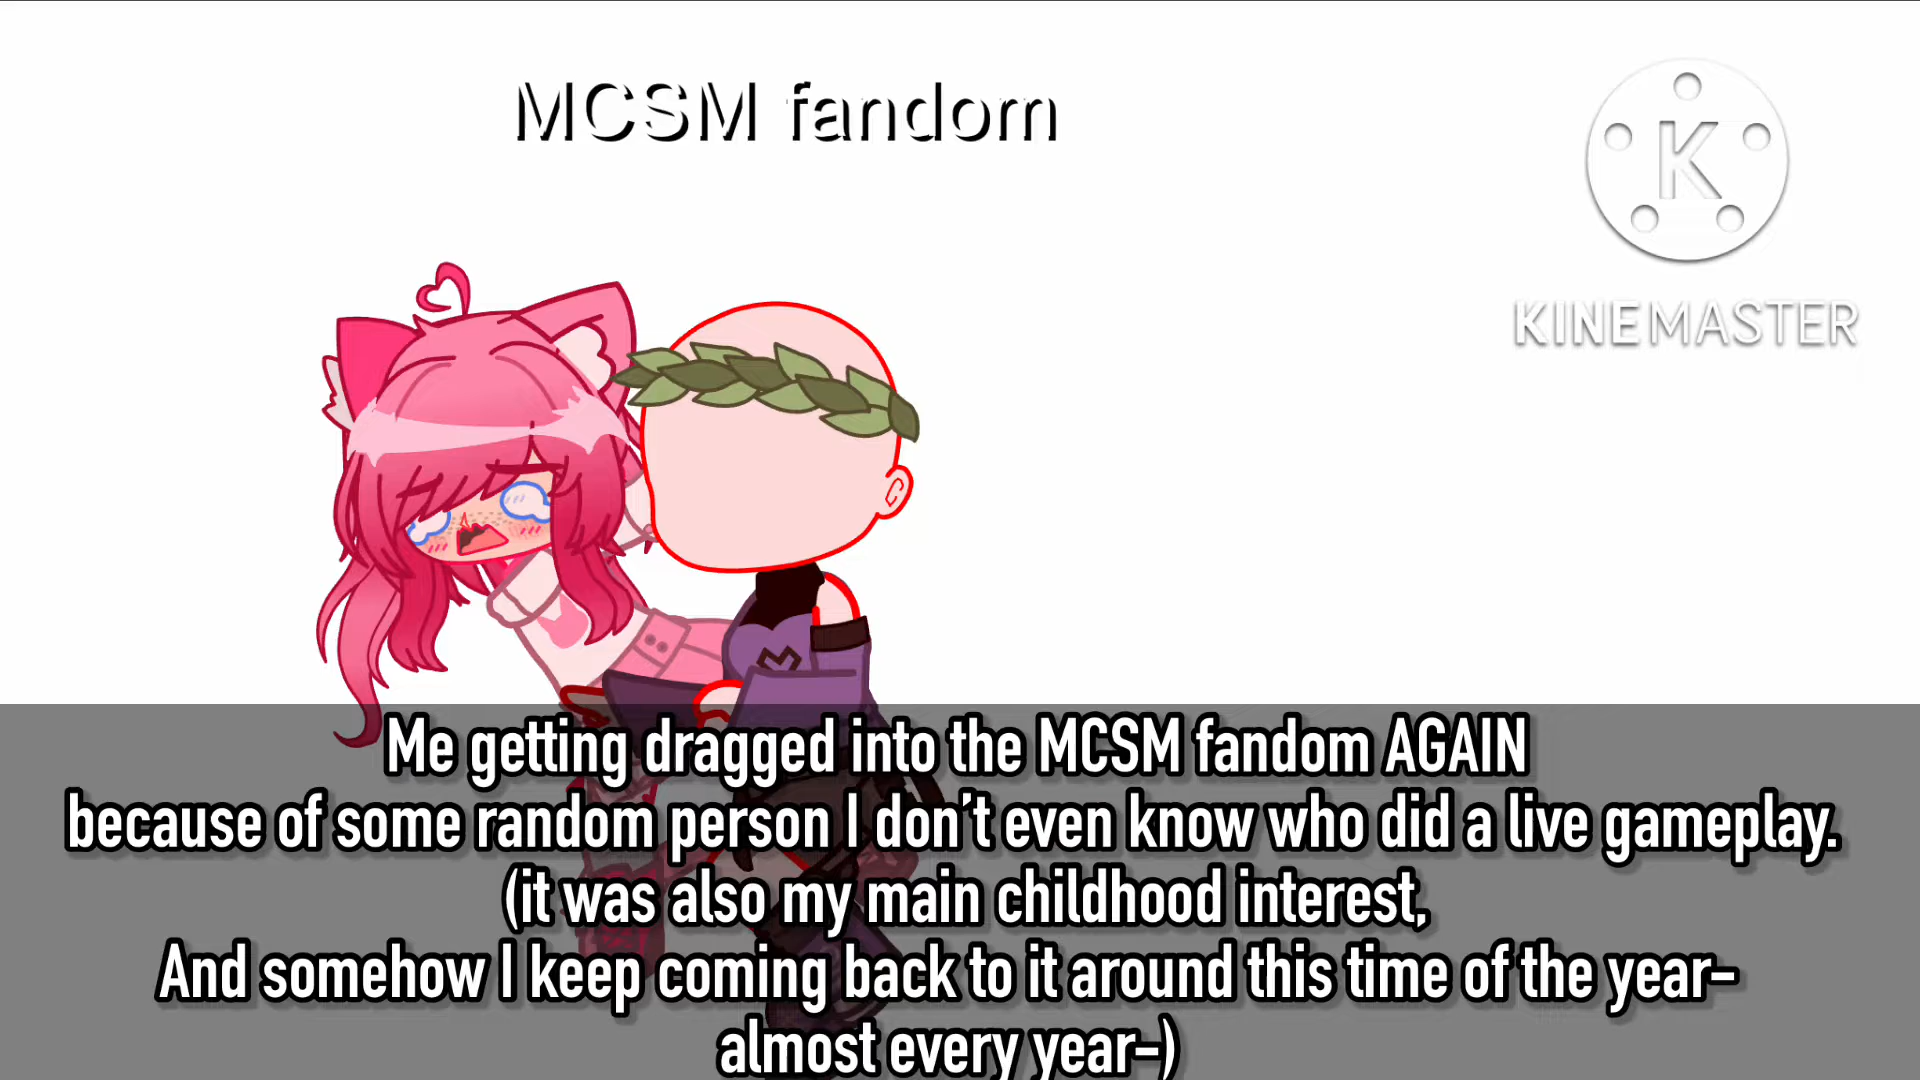 MCSM fandom
K
KINEMASTER
Me getting dragged into the MCSM fandom AGAIN
because of some random person I don't even know who did a live gameplay.
(it was also my main childhood interest,
And somehow I keep coming back to it around this time of the year-
almost every year-)